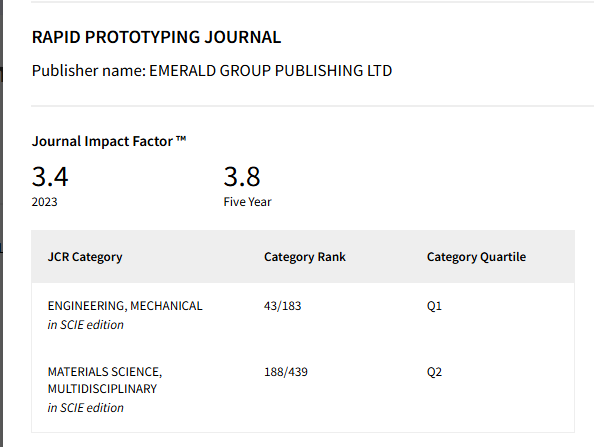 RAPID PROTOTYPING JOURNAL
Publisher name: EMERALD GROUP PUBLISHING LTD
Journal Impact Factor ™
3.4 3.8
2023 Five Year
JCR Category Category Rank Category Quartile
ENGINEERING, MECHANICAL 43/183 Q1
in SCIE edition
MATERIALS SCIENCE, 188/439 Q2
MULTIDISCIPLINARY
in SCIE edition